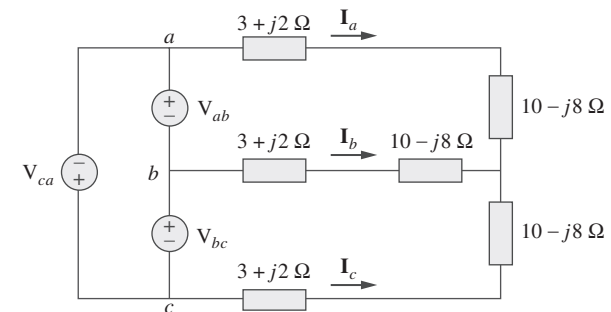 3 + j2 Ω I_a
a
10 – j8 Ω
V_ab
3 + j2 Ω I_b 10 – j8 Ω
V_ca
b
10 – j8 Ω
V_bc
3 + j2 Ω I_c
c